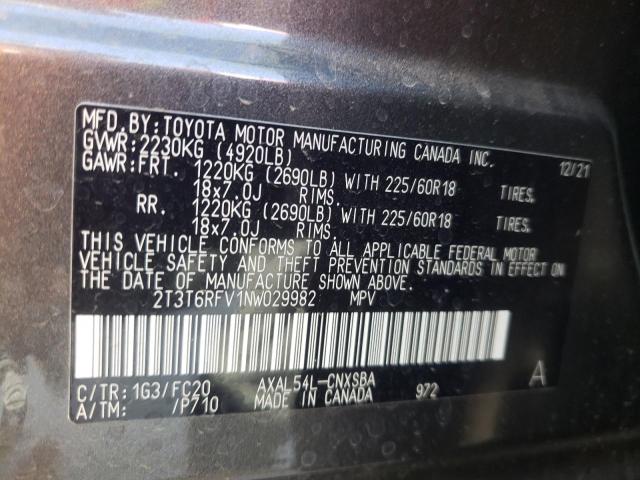 MFD. BY: TOYOTA MOTOR MANUFACTURING CANADA INC.
GVWR: 2230KG (4920LB) 12/21
GAWR: FRT. 1220KG (2690LB) WITH 225/60R18 TIRES.
18x7.0J RIMS.
RR. 1220KG (2690LB) WITH 225/60R18 TIRES.
18x7.0J RIMS.
THIS VEHICLE CONFORMS TO ALL APPLICABLE FEDERAL MOTOR
VEHICLE SAFETY AND THEFT PREVENTION STANDARDS IN EFFECT ON
THE DATE OF MANUFACTURE SHOWN ABOVE.
2T3T6RFV1NW029982 MPV
A
C/TR: 1G3/FC20 AXAL54L-CNXSBA
A/TM: /P710 MADE IN CANADA 972